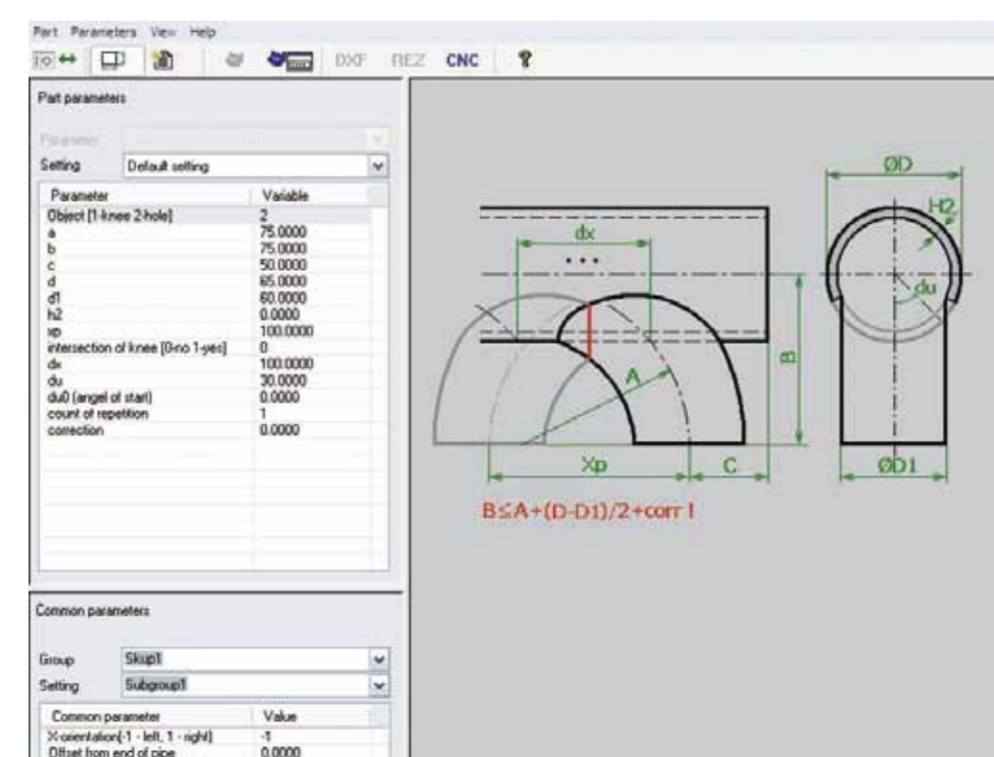 Part Parameters View Help
DXF REZ CNC ?
Part parameters
Parameter
Setting Default setting
Parameter Variable
Object [1-knee 2-hole] 2
a 75.0000
b 75.0000
c 50.0000
d 65.0000
d1 60.0000
h2 0.0000
xp 100.0000
intersection of knee [0-no 1-yes] 0
dx 100.0000
du 30.0000
du0 (angel of start) 0.0000
count of repetition 1
correction 0.0000
Common parameters
Group Skup1
Setting Subgroup1
Common parameter Value
X-orientation(-1 - left, 1 - right) -1
Offset from end of pipe 0.0000
ØD
H2
dx
du
B
A
Xp
C
ØD1
B≤A+(D-D1)/2+corr !